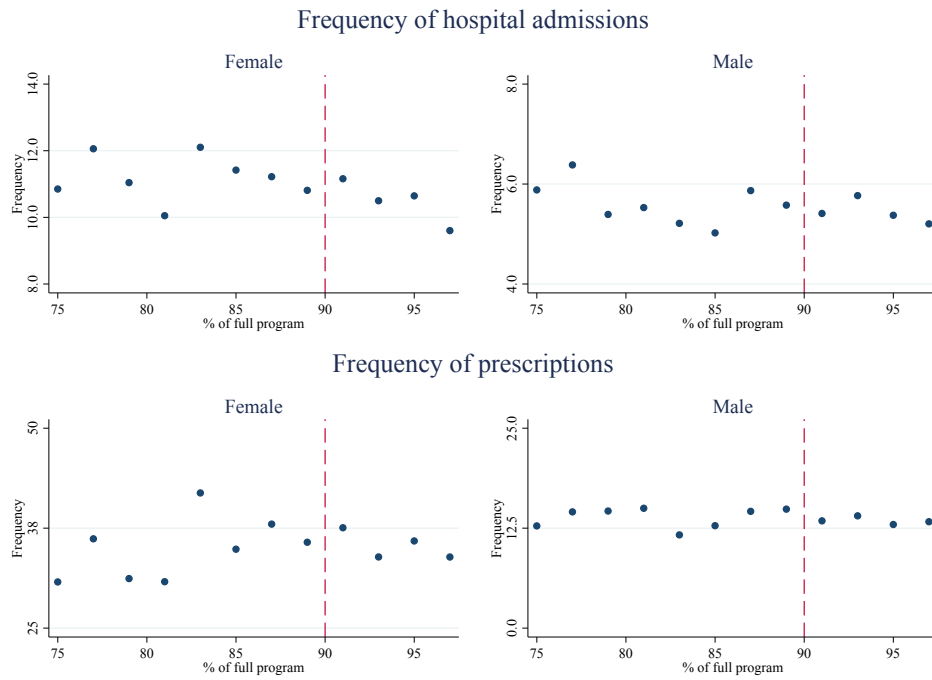 Frequency of hospital admissions
Female
Frequency
14.0
12.0
10.0
8.0
75 80 85 90 95
% of full program
Male
Frequency
8.0
6.0
4.0
75 80 85 90 95
% of full program
Frequency of prescriptions
Female
Frequency
50
38
25
75 80 85 90 95
% of full program
Male
Frequency
25.0
12.5
0.0
75 80 85 90 95
% of full program